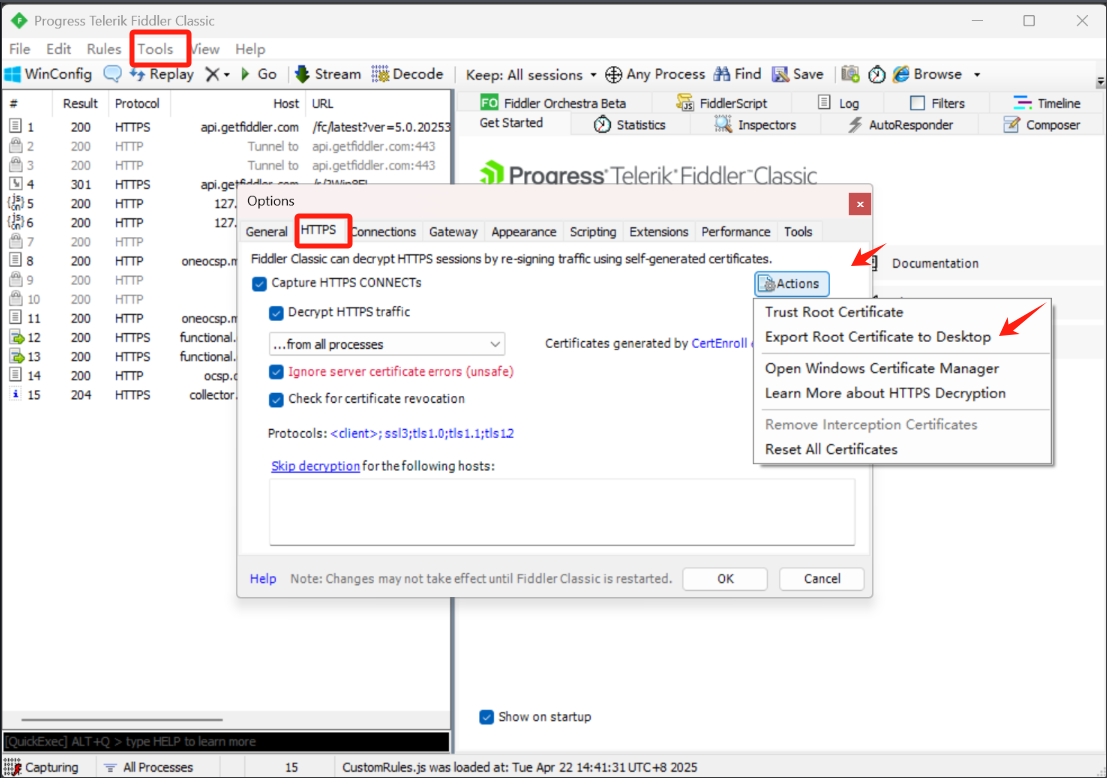 Progress Telerik Fiddler Classic
File Edit Rules Tools View Help
WinConfig Replay Go Stream Decode Keep: All sessions Any Process Find Save Browse
# Result Protocol Host URL
1 200 HTTPS api.getfiddler.com /fc/latest?ver=5.0.20253
2 200 HTTP Tunnel to api.getfiddler.com:443
3 200 HTTP Tunnel to api.getfiddler.com:443
4 301 HTTPS api.getfiddler.com
5 200 HTTP 127.
6 200 HTTP 127.
7 200 HTTP
8 200 HTTPS oneocsp.m
9 200 HTTP
10 200 HTTP
11 200 HTTP oneocsp.m
12 200 HTTPS functional.
13 200 HTTPS functional.
14 200 HTTP ocsp.
15 204 HTTPS collector.
FO Fiddler Orchestra Beta FiddlerScript Log Filters Timeline
Get Started Statistics Inspectors AutoResponder Composer
Progress Telerik Fiddler Classic
Documentation
Options
General HTTPS Connections Gateway Appearance Scripting Extensions Performance Tools
Fiddler Classic can decrypt HTTPS sessions by re-signing traffic using self-generated certificates.
Capture HTTPS CONNECTs
Actions
Decrypt HTTPS traffic
...from all processes
Certificates generated by CertEnroll
Ignore server certificate errors (unsafe)
Check for certificate revocation
Protocols: <client>;ssl3;tls1.0;tls1.1;tls1.2
Skip decryption for the following hosts:
Trust Root Certificate
Export Root Certificate to Desktop
Open Windows Certificate Manager
Learn More about HTTPS Decryption
Remove Interception Certificates
Reset All Certificates
Help Note: Changes may not take effect until Fiddler Classic is restarted. OK Cancel
Show on startup
[QuickExec] ALT+Q > type HELP to learn more
Capturing All Processes 15 CustomRules.js was loaded at: Tue Apr 22 14:41:31 UTC+8 2025